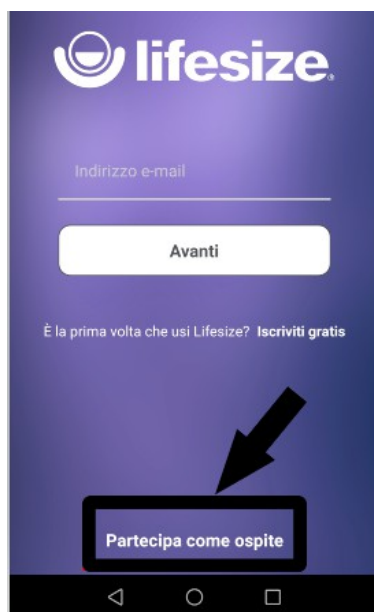 lifesize
Indirizzo e-mail
Avanti
È la prima volta che usi Lifesize? Iscriviti gratis
Partecipa come ospite